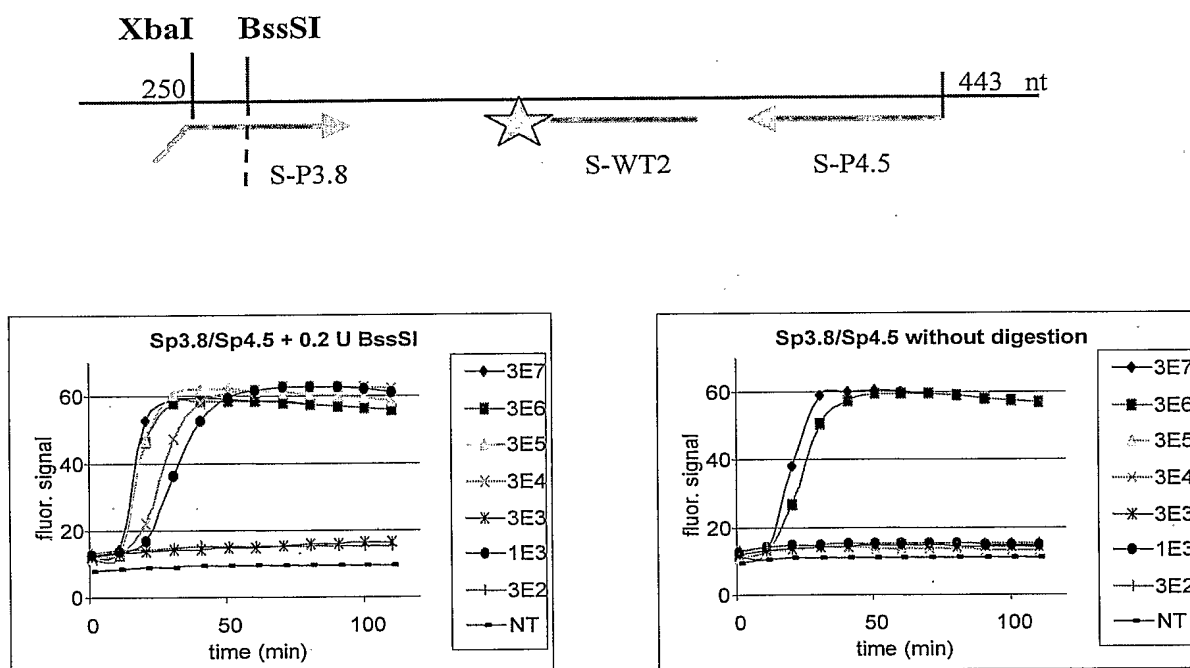 XbaI BssSI
250
443 nt
S-P3.8
S-WT2
S-P4.5
Sp3.8/Sp4.5 + 0.2 U BssSI
fluor. signal
60
40
20
0
0 50 100
time (min)
3E7
3E6
3E5
3E4
3E3
1E3
3E2
NT
Sp3.8/Sp4.5 without digestion
fluor. signal
60
40
20
0
0 50 100
time (min)
3E7
3E6
3E5
3E4
3E3
1E3
3E2
NT